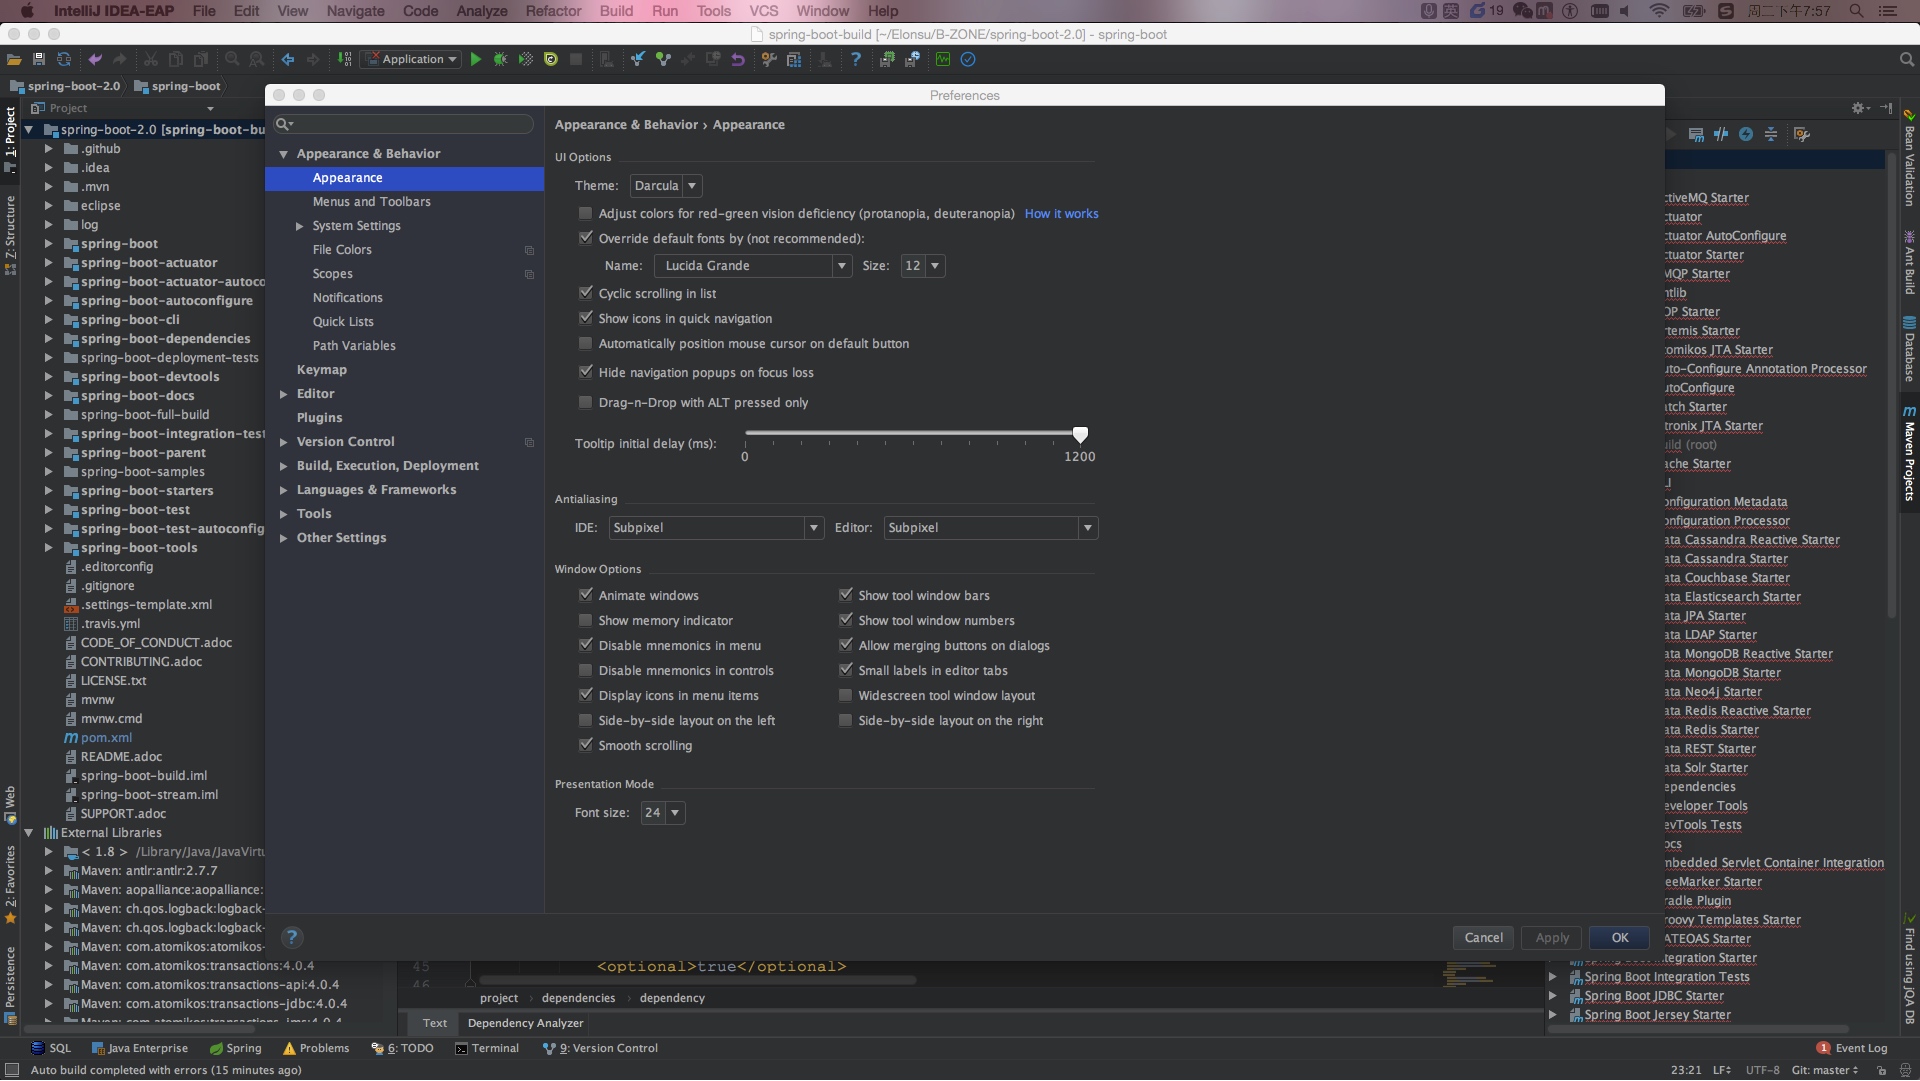 IntelliJ IDEA-EAP File Edit View Navigate Code Analyze Refactor Build Run Tools VCS Window Help 英 19 周二下午7:57
spring-boot-build [~/Elonsu/B-ZONE/spring-boot-2.0] - spring-boot
Application
spring-boot-2.0 spring-boot
Preferences
Project
1: Project
Z: Structure
Web
2: Favorites
Persistence
spring-boot-2.0 [spring-boot-bu
.github
.idea
.mvn
eclipse
log
spring-boot
spring-boot-actuator
spring-boot-actuator-autoco
spring-boot-autoconfigure
spring-boot-cli
spring-boot-dependencies
spring-boot-deployment-tests
spring-boot-devtools
spring-boot-docs
spring-boot-full-build
spring-boot-integration-test
spring-boot-parent
spring-boot-samples
spring-boot-starters
spring-boot-test
spring-boot-test-autoconfig
spring-boot-tools
.editorconfig
.gitignore
.settings-template.xml
.travis.yml
CODE_OF_CONDUCT.adoc
CONTRIBUTING.adoc
LICENSE.txt
mvnw
mvnw.cmd
pom.xml
README.adoc
spring-boot-build.iml
spring-boot-stream.iml
SUPPORT.adoc
External Libraries
< 1.8 > /Library/Java/JavaVirtu
Maven: antlr:antlr:2.7.7
Maven: aopalliance:aopalliance:
Maven: ch.qos.logback:logback-
Maven: ch.qos.logback:logback-
Maven: com.atomikos:atomikos-
Maven: com.atomikos:transactions:4.0.4
Maven: com.atomikos:transactions-api:4.0.4
Maven: com.atomikos:transactions-jdbc:4.0.4
Maven: com.atomikos:transactions-jms:4.0.4
Appearance & Behavior
Appearance
Menus and Toolbars
System Settings
File Colors
Scopes
Notifications
Quick Lists
Path Variables
Keymap
Editor
Plugins
Version Control
Build, Execution, Deployment
Languages & Frameworks
Tools
Other Settings
Appearance & Behavior › Appearance
UI Options
Theme: Darcula
Adjust colors for red-green vision deficiency (protanopia, deuteranopia) How it works
Override default fonts by (not recommended):
Name: Lucida Grande Size: 12
Cyclic scrolling in list
Show icons in quick navigation
Automatically position mouse cursor on default button
Hide navigation popups on focus loss
Drag-n-Drop with ALT pressed only
Tooltip initial delay (ms):
0 1200
Antialiasing
IDE: Subpixel Editor: Subpixel
Window Options
Animate windows Show tool window bars
Show memory indicator Show tool window numbers
Disable mnemonics in menu Allow merging buttons on dialogs
Disable mnemonics in controls Small labels in editor tabs
Display icons in menu items Widescreen tool window layout
Side-by-side layout on the left Side-by-side layout on the right
Smooth scrolling
Presentation Mode
Font size: 24
? Cancel Apply OK
45 <optional>true</optional>
46
project › dependencies › dependency
Text Dependency Analyzer
ctiveMQ Starter
ctuator
ctuator AutoConfigure
ctuator Starter
MQP Starter
ntlib
OP Starter
rtemis Starter
tomikos JTA Starter
uto-Configure Annotation Processor
utoConfigure
atch Starter
itronix JTA Starter
uild (root)
ache Starter
LI
onfiguration Metadata
onfiguration Processor
ata Cassandra Reactive Starter
ata Cassandra Starter
ata Couchbase Starter
ata Elasticsearch Starter
ata JPA Starter
ata LDAP Starter
ata MongoDB Reactive Starter
ata MongoDB Starter
ata Neo4j Starter
ata Redis Reactive Starter
ata Redis Starter
ata REST Starter
ata Solr Starter
ependencies
eveloper Tools
evTools Tests
ocs
mbedded Servlet Container Integration
reeMarker Starter
radle Plugin
roovy Templates Starter
ATEOAS Starter
Spring Boot Integration Starter
Spring Boot Integration Tests
Spring Boot JDBC Starter
Spring Boot Jersey Starter
Bean Validation
Ant Build
Database
Maven Projects
Find using jQA DB
SQL Java Enterprise Spring Problems 6: TODO Terminal 9: Version Control 1 Event Log
Auto build completed with errors (15 minutes ago) 23:21 LF÷ UTF-8 Git: master ÷